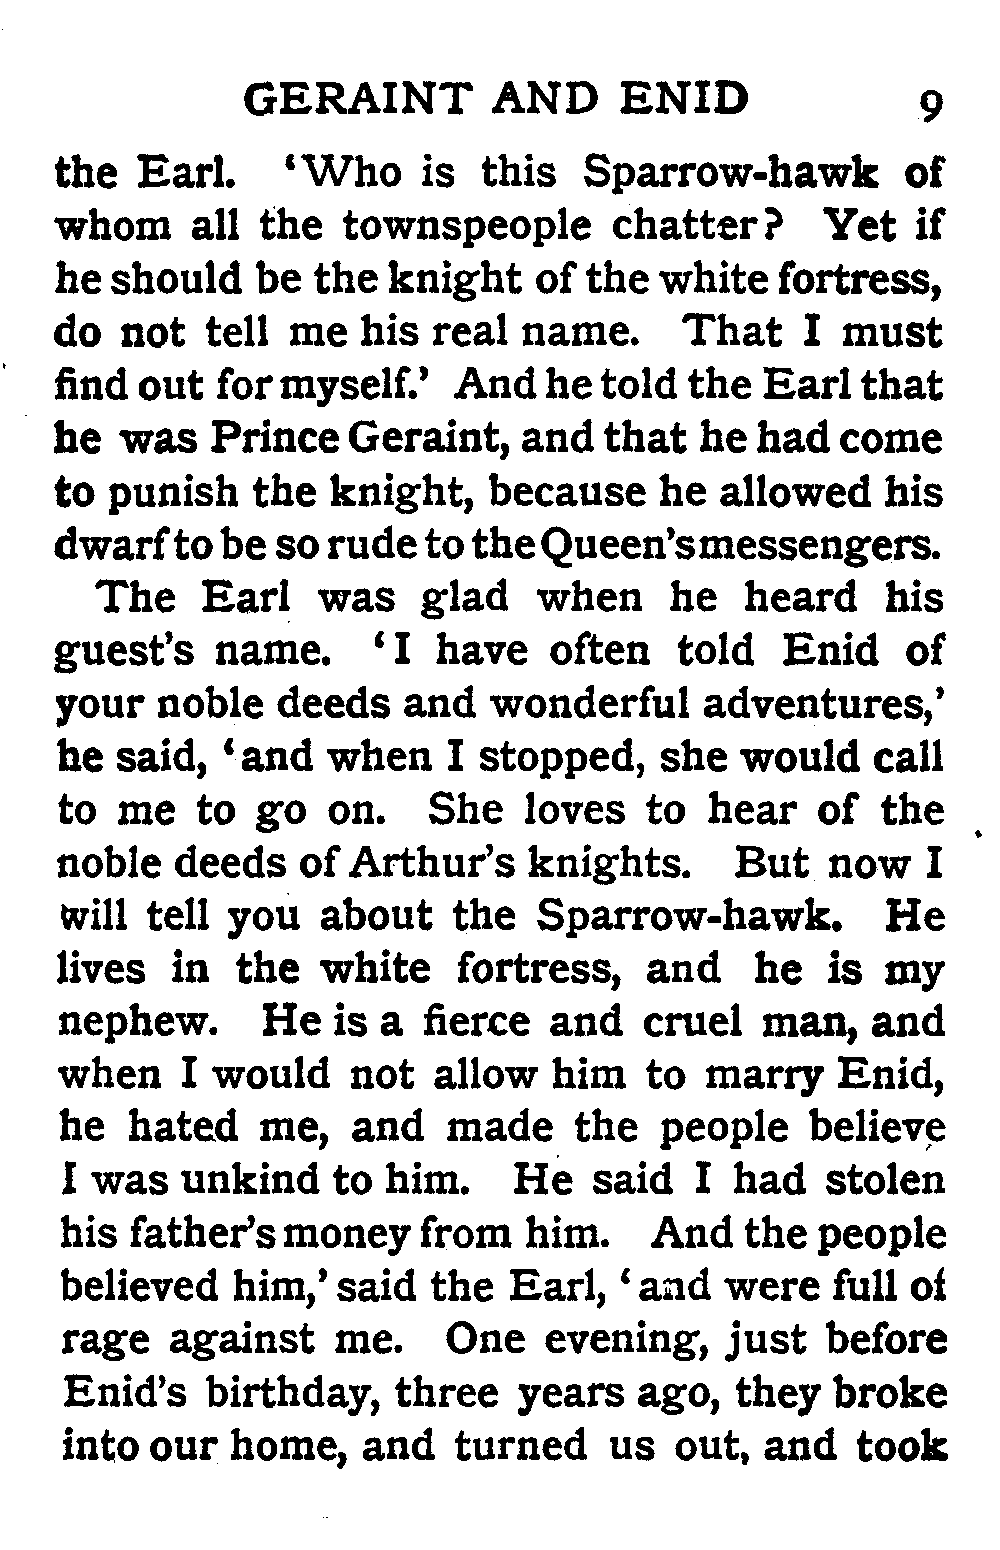 GERAINT AND ENID 9
the Earl. ‘Who is this Sparrow-hawk of
whom all the townspeople chatter? Yet if
he should be the knight of the white fortress,
do not tell me his real name. That I must
find out for myself.’ And he told the Earl that
he was Prince Geraint, and that he had come
to punish the knight, because he allowed his
dwarf to be so rude to the Queen’s messengers.
The Earl was glad when he heard his
guest’s name. ‘I have often told Enid of
your noble deeds and wonderful adventures,’
he said, ‘and when I stopped, she would call
to me to go on. She loves to hear of the
noble deeds of Arthur’s knights. But now I
will tell you about the Sparrow-hawk. He
lives in the white fortress, and he is my
nephew. He is a fierce and cruel man, and
when I would not allow him to marry Enid,
he hated me, and made the people believe
I was unkind to him. He said I had stolen
his father’s money from him. And the people
believed him,’ said the Earl, ‘and were full of
rage against me. One evening, just before
Enid’s birthday, three years ago, they broke
into our home, and turned us out, and took